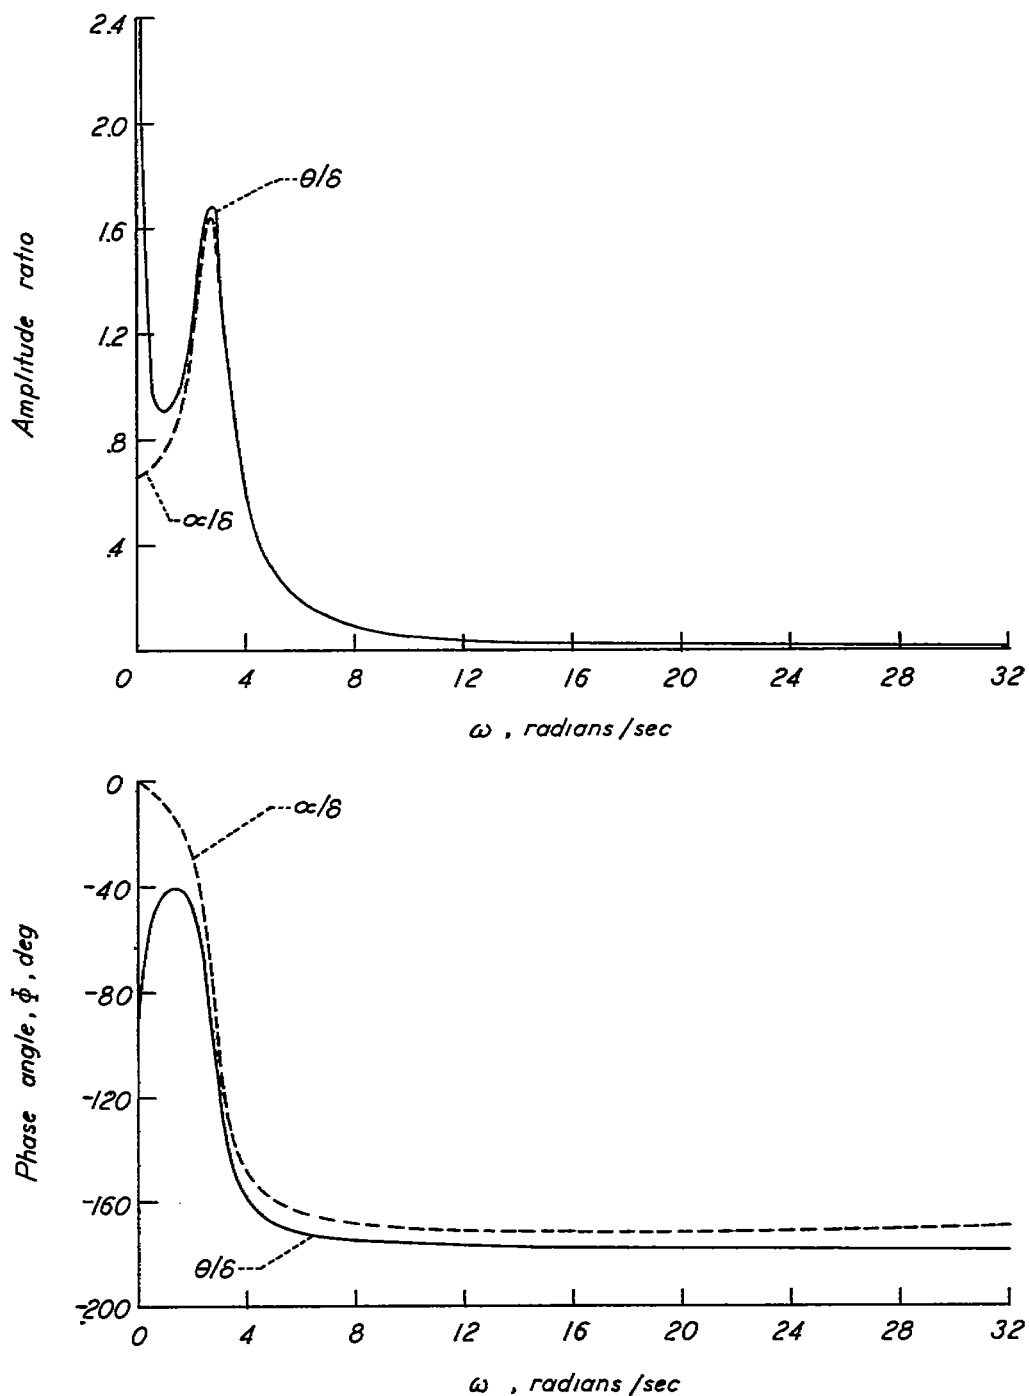 2.4
2.0
θ/δ
1.6
Amplitude ratio
1.2
.8
α/δ
.4
0 4 8 12 16 20 24 28 32
ω, radians/sec
0
α/δ
-40
Phase angle, Φ, deg
-80
-120
-160
θ/δ
-200
0 4 8 12 16 20 24 28 32
ω, radians/sec